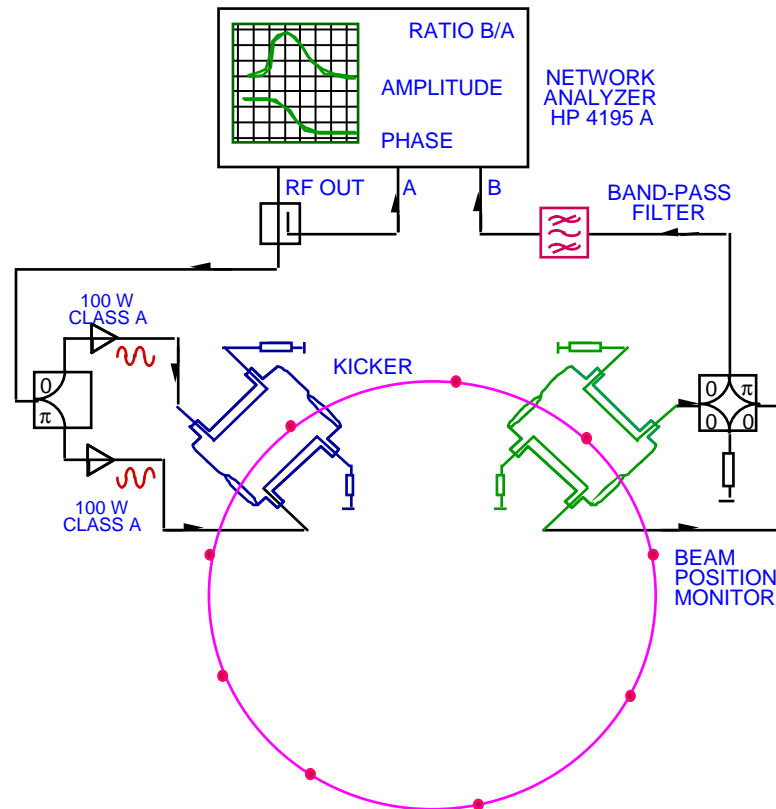 RATIO B/A
AMPLITUDE
PHASE
NETWORK
ANALYZER
HP 4195 A
RF OUT
A
B
BAND-PASS
FILTER
100 W
CLASS A
KICKER
0
π
0
π
0
0
100 W
CLASS A
BEAM
POSITION
MONITOR